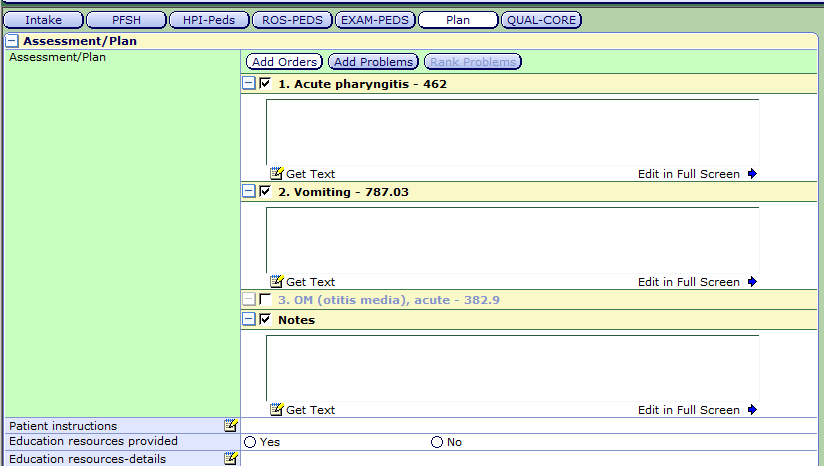 Intake PFSH HPI-Peds ROS-PEDS EXAM-PEDS Plan QUAL-CORE
Assessment/Plan
Assessment/Plan
Add Orders Add Problems Rank Problems
1. Acute pharyngitis - 462
Get Text Edit in Full Screen
2. Vomiting - 787.03
Get Text Edit in Full Screen
3. OM (otitis media), acute - 382.9
Notes
Get Text Edit in Full Screen
Patient instructions
Education resources provided Yes No
Education resources-details